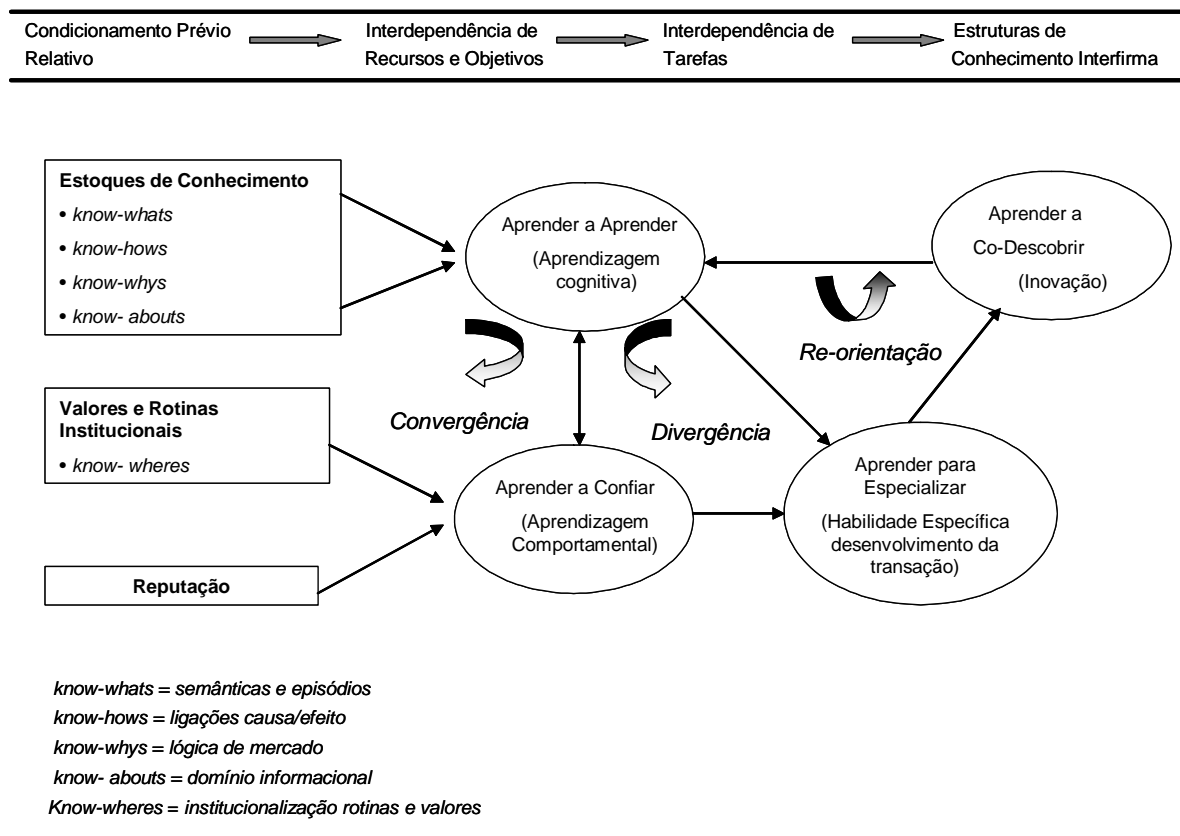 Condicionamento Prévio
Relativo
Interdependência de
Recursos e Objetivos
Interdependência de
Tarefas
Estruturas de
Conhecimento Interfirma
Estoques de Conhecimento
• know-whats
• know-hows
• know-whys
• know- abouts
Aprender a Aprender
(Aprendizagem
cognitiva)
Aprender a
Co-Descobrir
(Inovação)
Re-orientação
Convergência
Divergência
Valores e Rotinas
Institucionais
• know- wheres
Aprender a Confiar
(Aprendizagem
Comportamental)
Aprender para
Especializar
(Habilidade Específica
desenvolvimento da
transação)
Reputação
know-whats = semânticas e episódios
know-hows = ligações causa/efeito
know-whys = lógica de mercado
know- abouts = domínio informacional
Know-wheres = institucionalização rotinas e valores